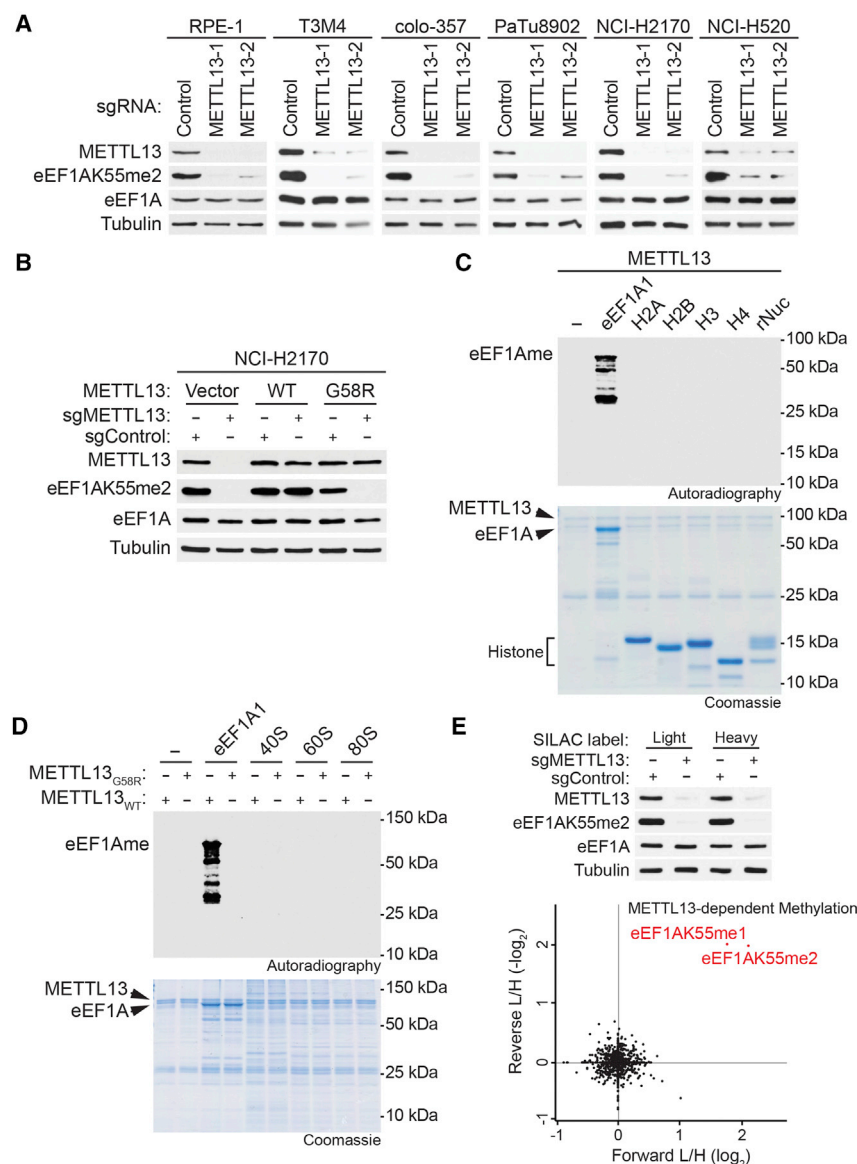 A
RPE-1 T3M4 colo-357 PaTu8902 NCI-H2170 NCI-H520
sgRNA: Control METTL13-1 METTL13-2 Control METTL13-1 METTL13-2 Control METTL13-1 METTL13-2 Control METTL13-1 METTL13-2 Control METTL13-1 METTL13-2 Control METTL13-1 METTL13-2
METTL13
eEF1AK55me2
eEF1A
Tubulin
B
NCI-H2170
METTL13: Vector WT G58R
sgMETTL13: – + – + – +
sgControl: + – + – + –
METTL13
eEF1AK55me2
eEF1A
Tubulin
C
METTL13
– eEF1A1 H2A H2B H3 H4 rNuc
eEF1Ame
-100 kDa
-50 kDa
-25 kDa
-15 kDa
-10 kDa
Autoradiography
METTL13
eEF1A
-100 kDa
-50 kDa
-25 kDa
Histone
-15 kDa
-10 kDa
Coomassie
D
– eEF1A1 40S 60S 80S
METTL13G58R: – + – + – + – + – +
METTL13WT: + – + – + – + – + –
eEF1Ame
-150 kDa
-50 kDa
-25 kDa
-10 kDa
Autoradiography
METTL13
eEF1A
-150 kDa
-50 kDa
-25 kDa
-10 kDa
Coomassie
E
SILAC label: Light Heavy
sgMETTL13: – + – +
sgControl: + – + –
METTL13
eEF1AK55me2
eEF1A
Tubulin
METTL13-dependent Methylation
eEF1AK55me1
eEF1AK55me2
Reverse L/H (-log2)
2
1
0
-1
-1 0 1 2
Forward L/H (log2)